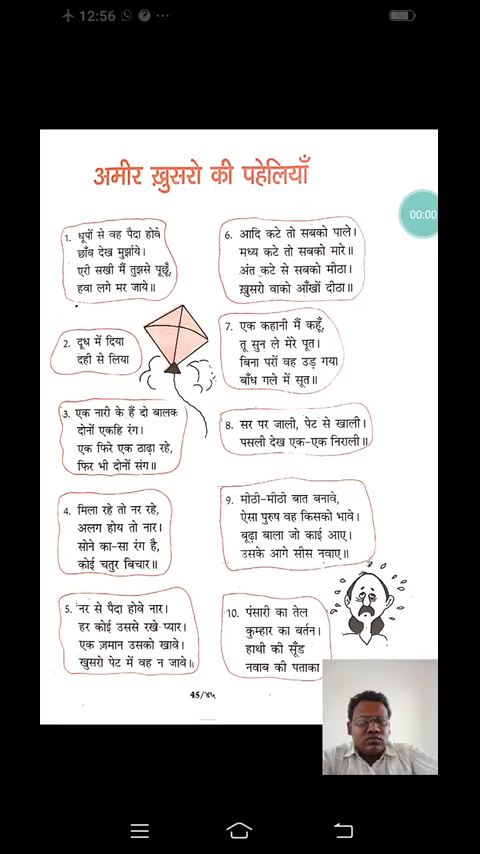 12:56
अमीर ख़ुसरो की पहेलियाँ
00:00
1. धूपों से वह पैदा होवे
छाँव देख मुर्झाये।
एरी सखी मैं तुझसे पूछूँ,
हवा लगे मर जाये॥
2. दूध में दिया
दही से लिया
3. एक नारी के हैं दो बालक
दोनों एकहि रंग।
एक फिरे एक ठाढ़ा रहे,
फिर भी दोनों संग॥
4. मिला रहे तो नर रहे,
अलग होय तो नार।
सोने का-सा रंग है,
कोई चतुर बिचार॥
5. नर से पैदा होवे नार।
हर कोई उससे रखे प्यार।
एक ज़मान उसको खावे।
खुसरो पेट में वह न जावे॥
6. आदि कटे तो सबको पाले।
मध्य कटे तो सबको मारे॥
अंत कटे से सबको मीठा।
ख़ुसरो वाको आँखों दीठा॥
7. एक कहानी मैं कहूँ,
तू सुन ले मेरे पूत।
बिना परों वह उड़ गया
बाँध गले में सूत॥
8. सर पर जाली, पेट से खाली।
पसली देख एक-एक निराली॥
9. मीठी-मीठी बात बनावे,
ऐसा पुरुष वह किसको भावे।
बूढ़ा बाला जो काई आए।
उसके आगे सीस नवाए॥
10. पंसारी का तेल
कुम्हार का बर्तन।
हाथी की सूँड
नवाब की पताका
45/४५